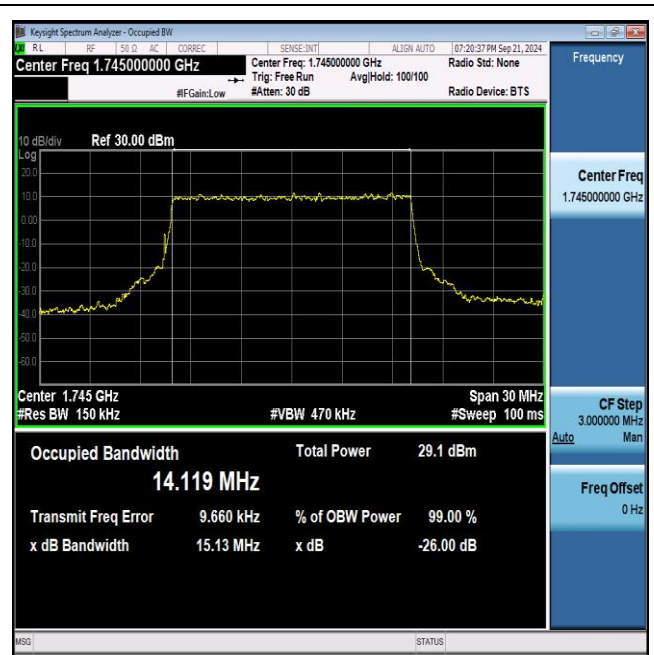 Keysight Spectrum Analyzer - Occupied BW
RL RF 50 Ω AC CORREC SENSE:INT ALIGN AUTO 07:20:37 PM Sep 21, 2024
Center Freq 1.745000000 GHz Center Freq: 1.745000000 GHz Radio Std: None
Trig: Free Run Avg|Hold: 100/100
#IFGain:Low #Atten: 30 dB Radio Device: BTS
Frequency
10 dB/div Ref 30.00 dBm
Log
20.0
10.0
0.00
-10.0
-20.0
-30.0
-40.0
-50.0
-60.0
Center 1.745 GHz Span 30 MHz
#Res BW 150 kHz #VBW 470 kHz #Sweep 100 ms
Occupied Bandwidth Total Power 29.1 dBm
14.119 MHz
Transmit Freq Error 9.660 kHz % of OBW Power 99.00 %
x dB Bandwidth 15.13 MHz x dB -26.00 dB
Center Freq
1.745000000 GHz
CF Step
3.000000 MHz
Auto Man
Freq Offset
0 Hz
MSG STATUS